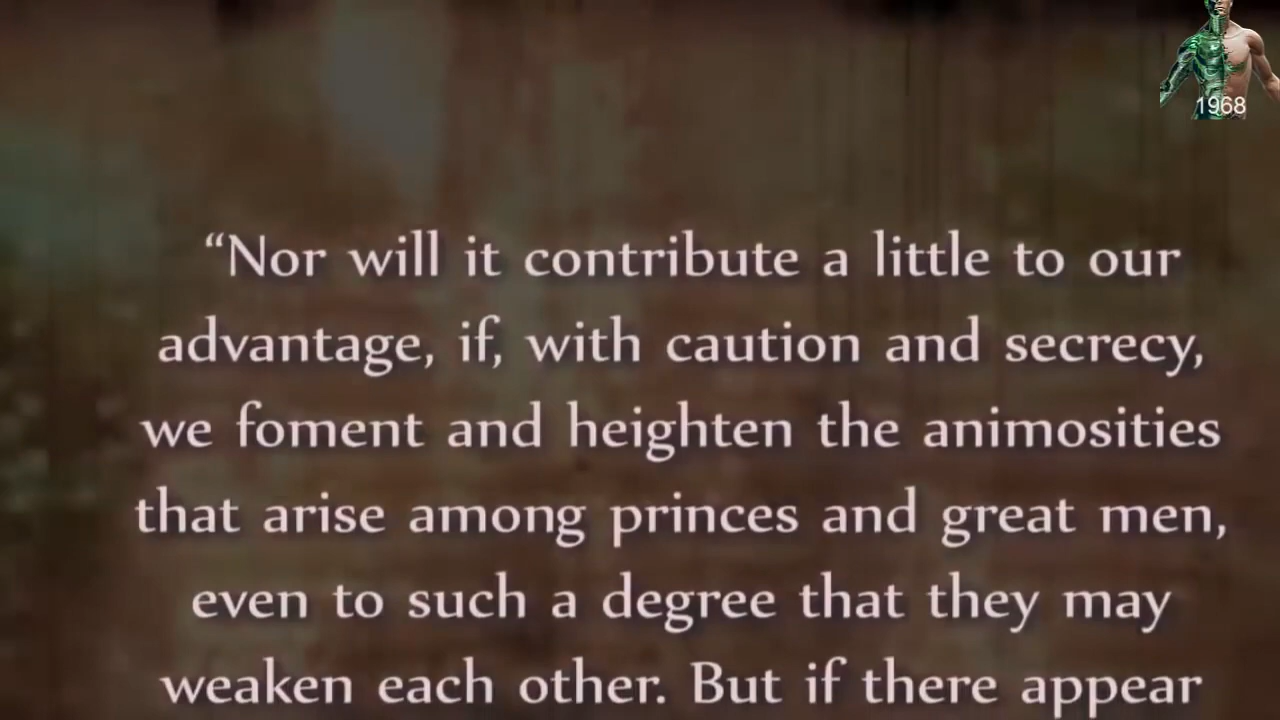 1968
“Nor will it contribute a little to our
advantage, if, with caution and secrecy,
we foment and heighten the animosities
that arise among princes and great men,
even to such a degree that they may
weaken each other. But if there appear